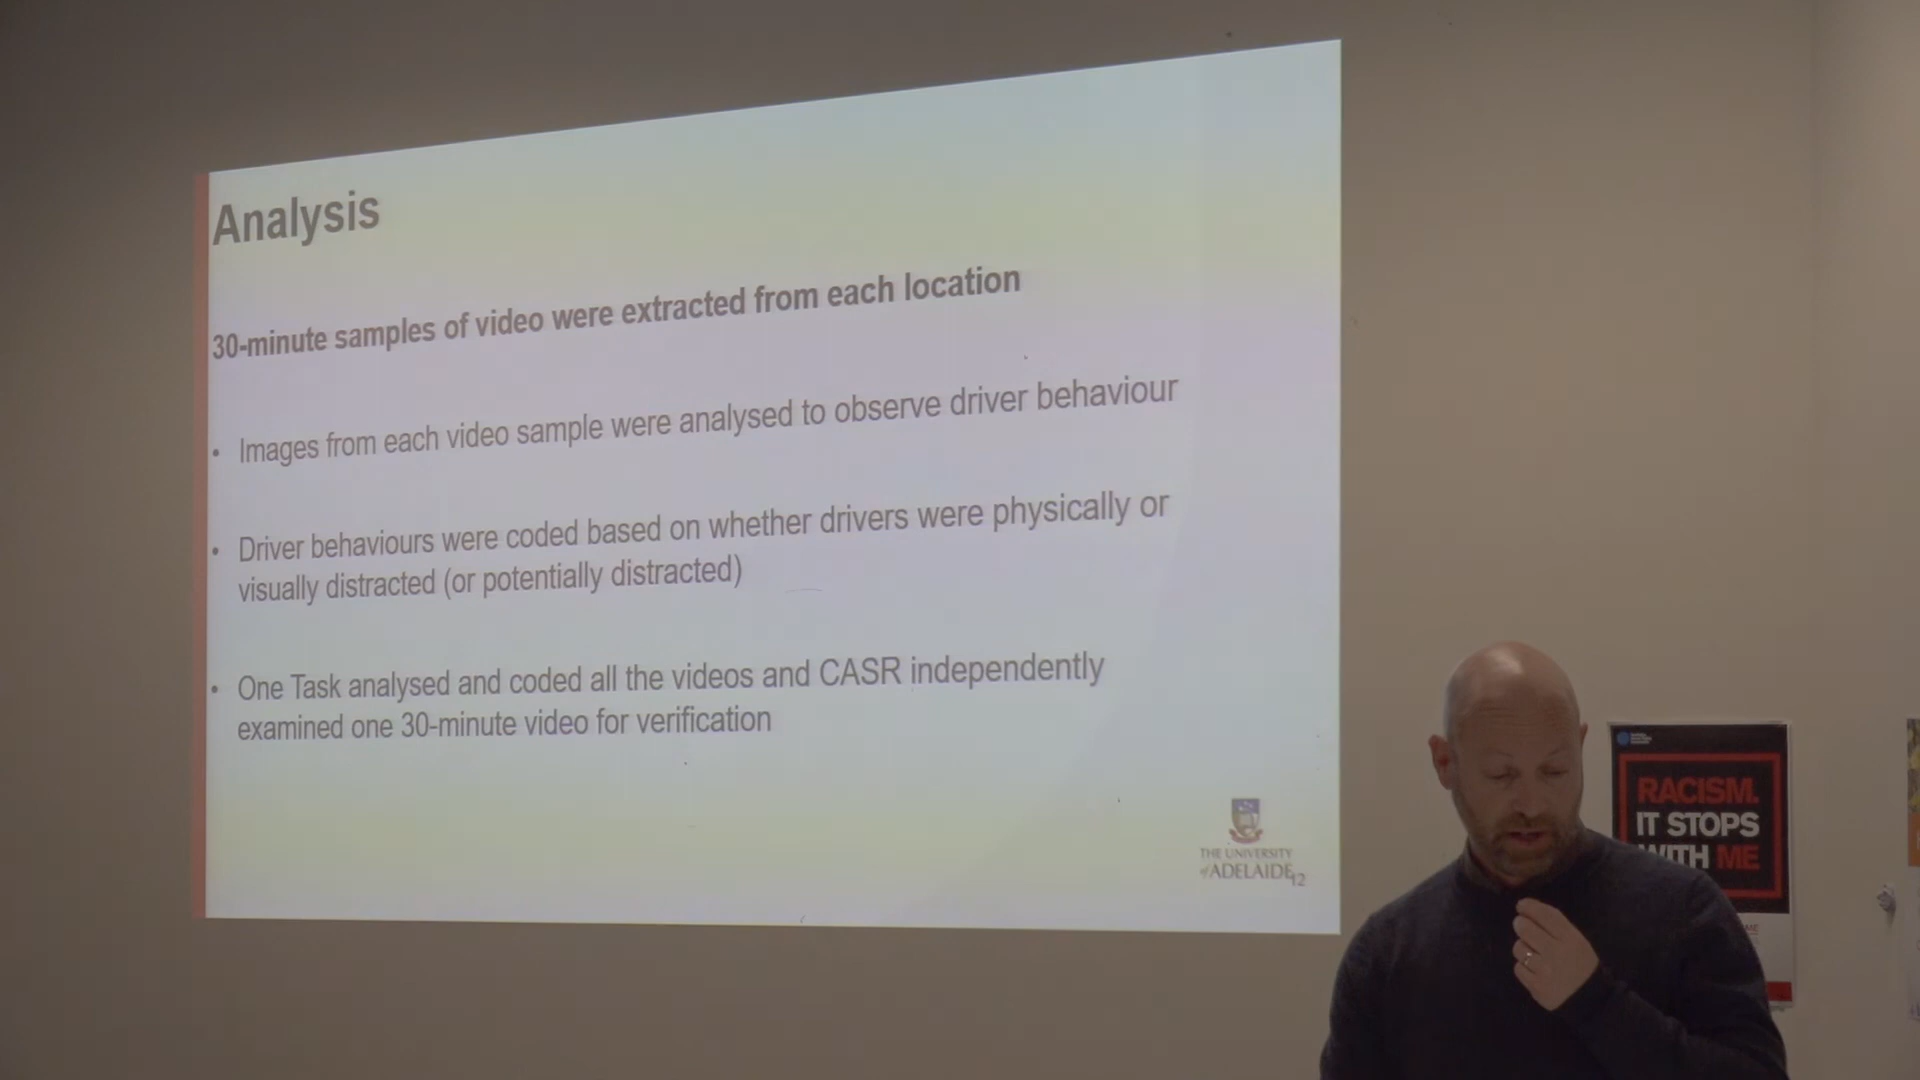 Analysis
30-minute samples of video were extracted from each location
• Images from each video sample were analysed to observe driver behaviour
• Driver behaviours were coded based on whether drivers were physically or
visually distracted (or potentially distracted)
• One Task analysed and coded all the videos and CASR independently
examined one 30-minute video for verification
THE UNIVERSITY
of ADELAIDE
12
RACISM.
IT STOPS
WITH ME